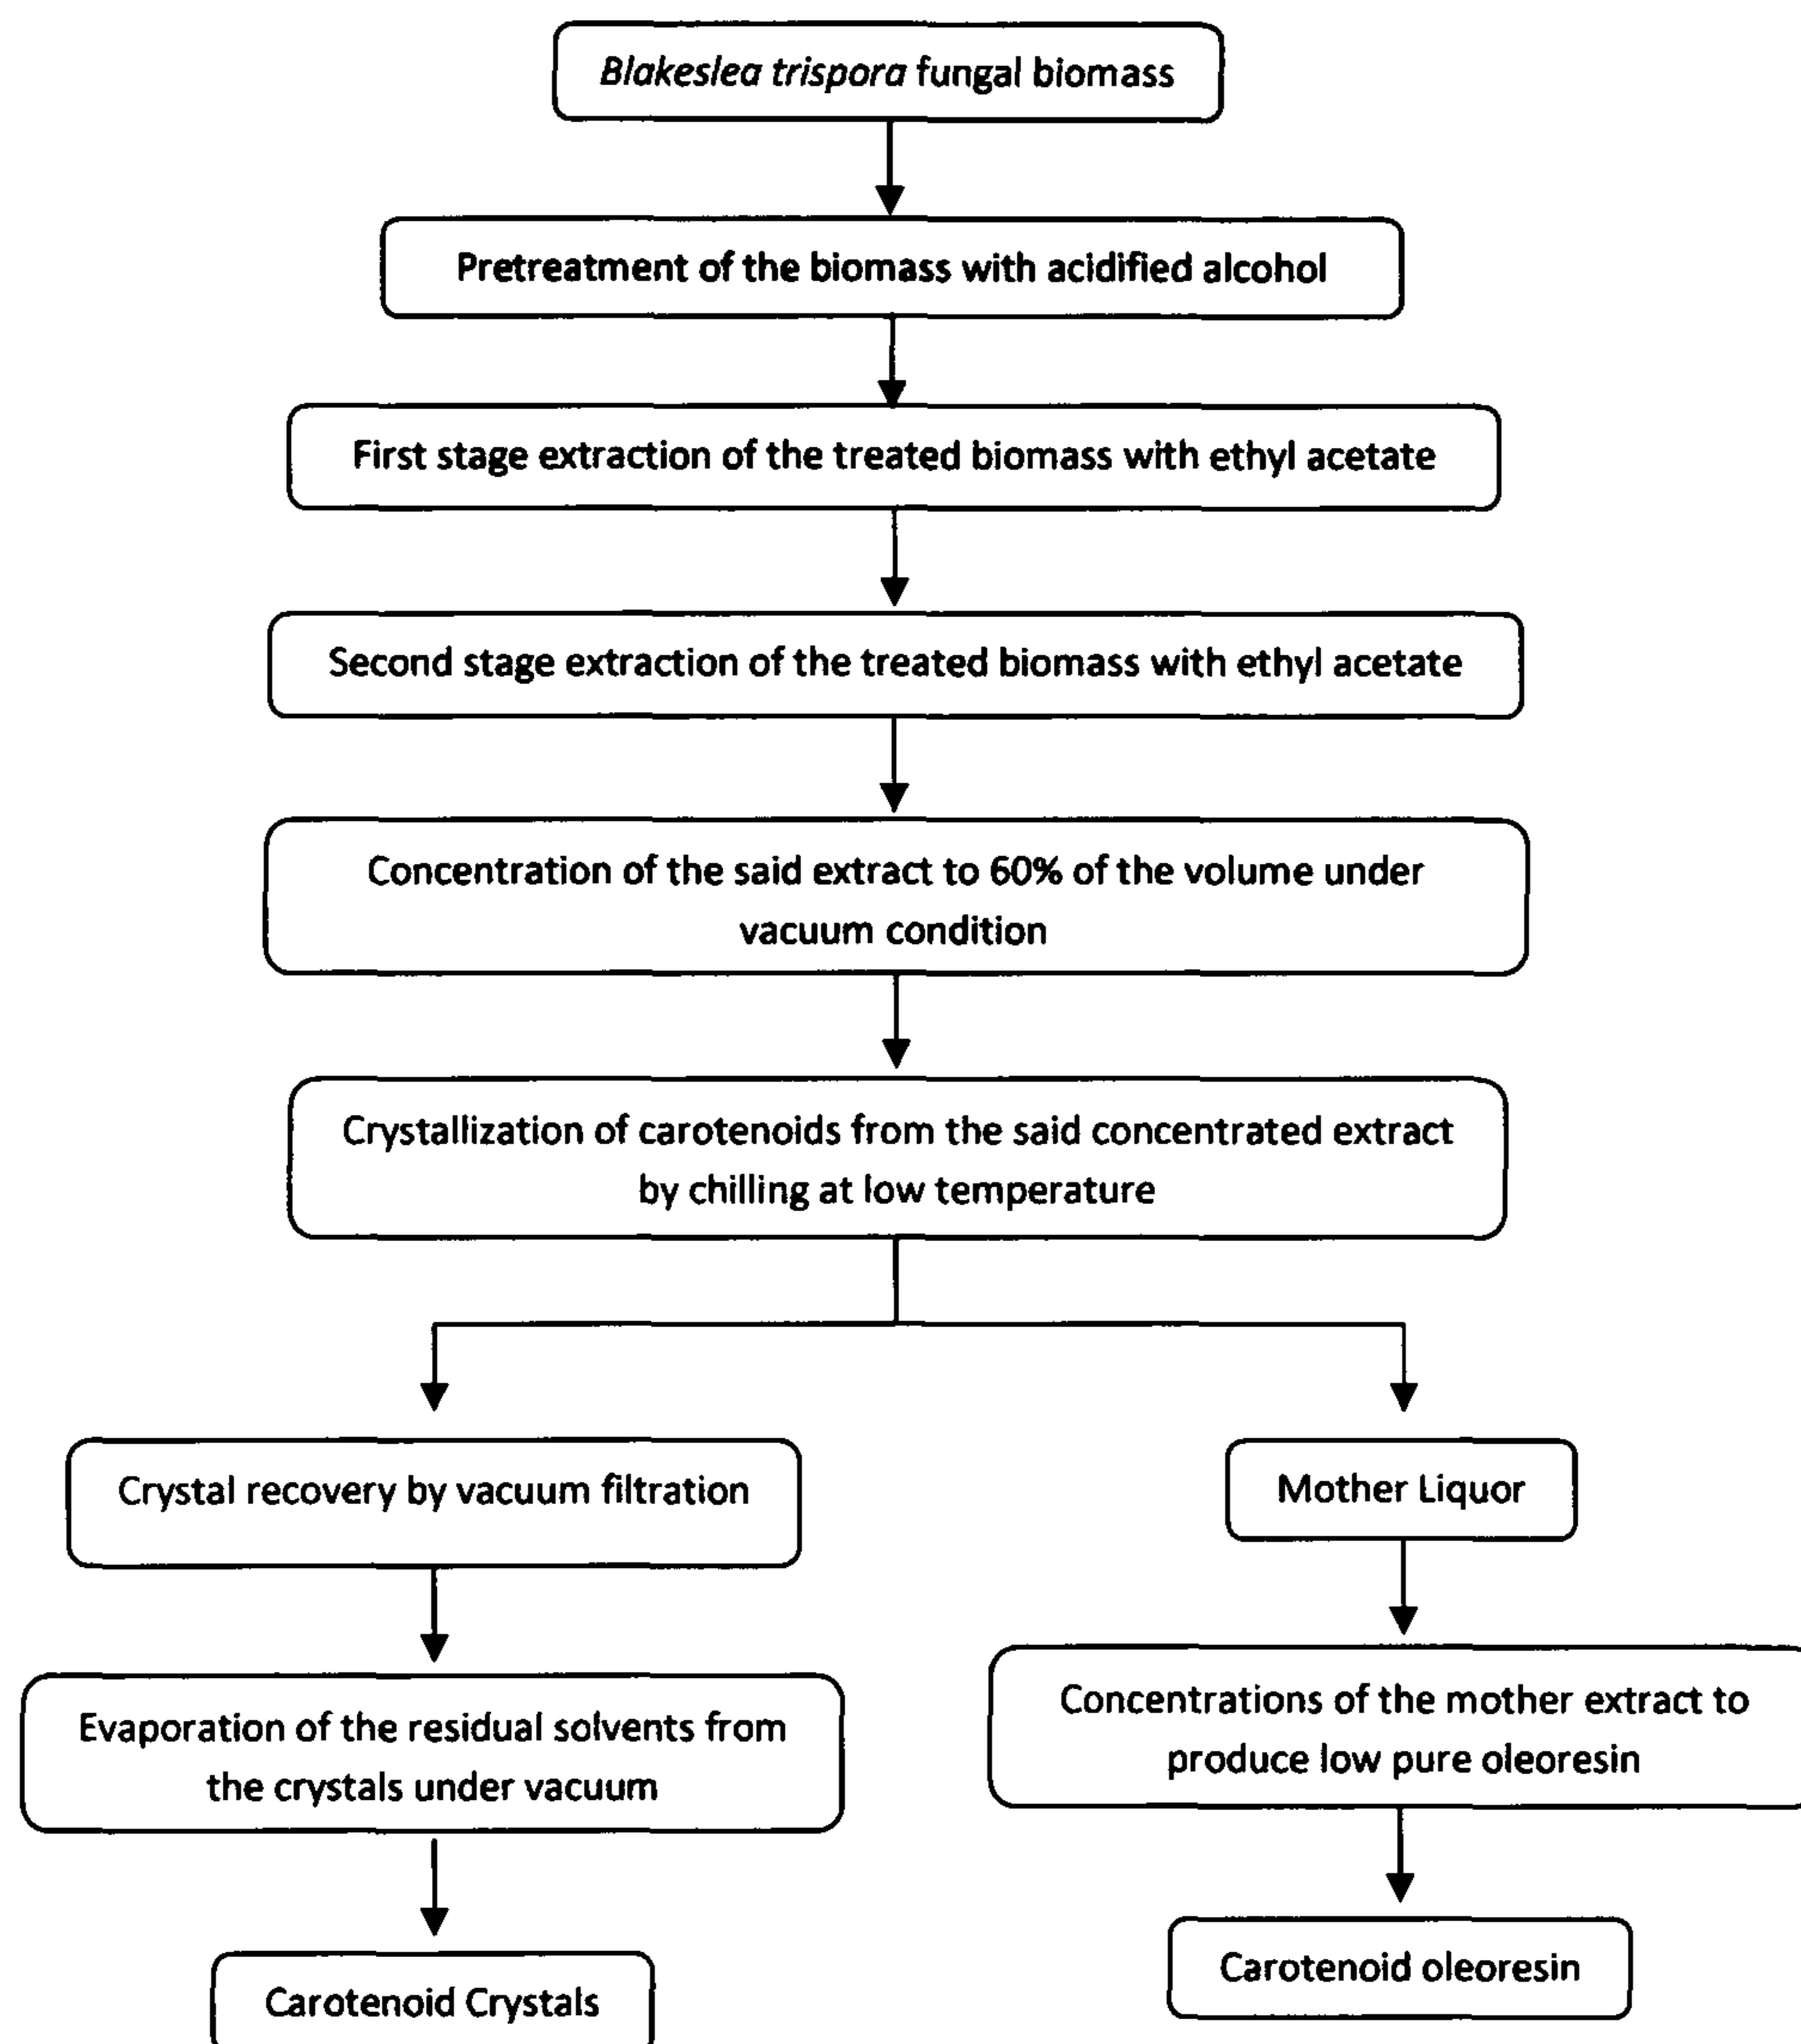 Blakeslea trispora fungal biomass
Pretreatment of the biomass with acidified alcohol
First stage extraction of the treated biomass with ethyl acetate
Second stage extraction of the treated biomass with ethyl acetate
Concentration of the said extract to 60% of the volume under
vacuum condition
Crystallization of carotenoids from the said concentrated extract
by chilling at low temperature
Crystal recovery by vacuum filtration
Evaporation of the residual solvents from
the crystals under vacuum
Carotenoid Crystals
Mother Liquor
Concentrations of the mother extract to
produce low pure oleoresin
Carotenoid oleoresin